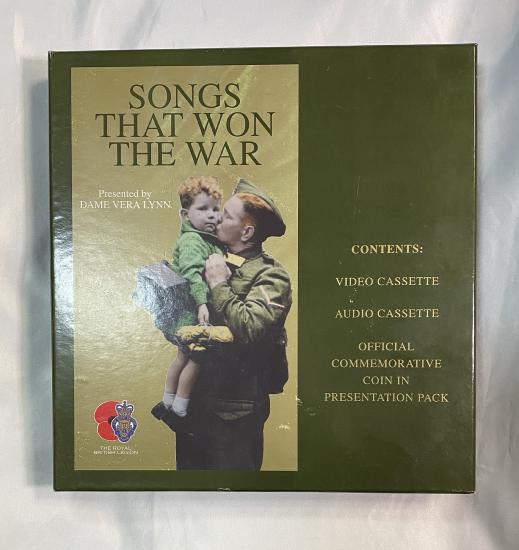 SONGS
THAT WON
THE WAR
Presented by
DAME VERA LYNN
CONTENTS:
VIDEO CASSETTE
AUDIO CASSETTE
OFFICIAL
COMMEMORATIVE
COIN IN
PRESENTATION PACK
THE ROYAL
BRITISH LEGION